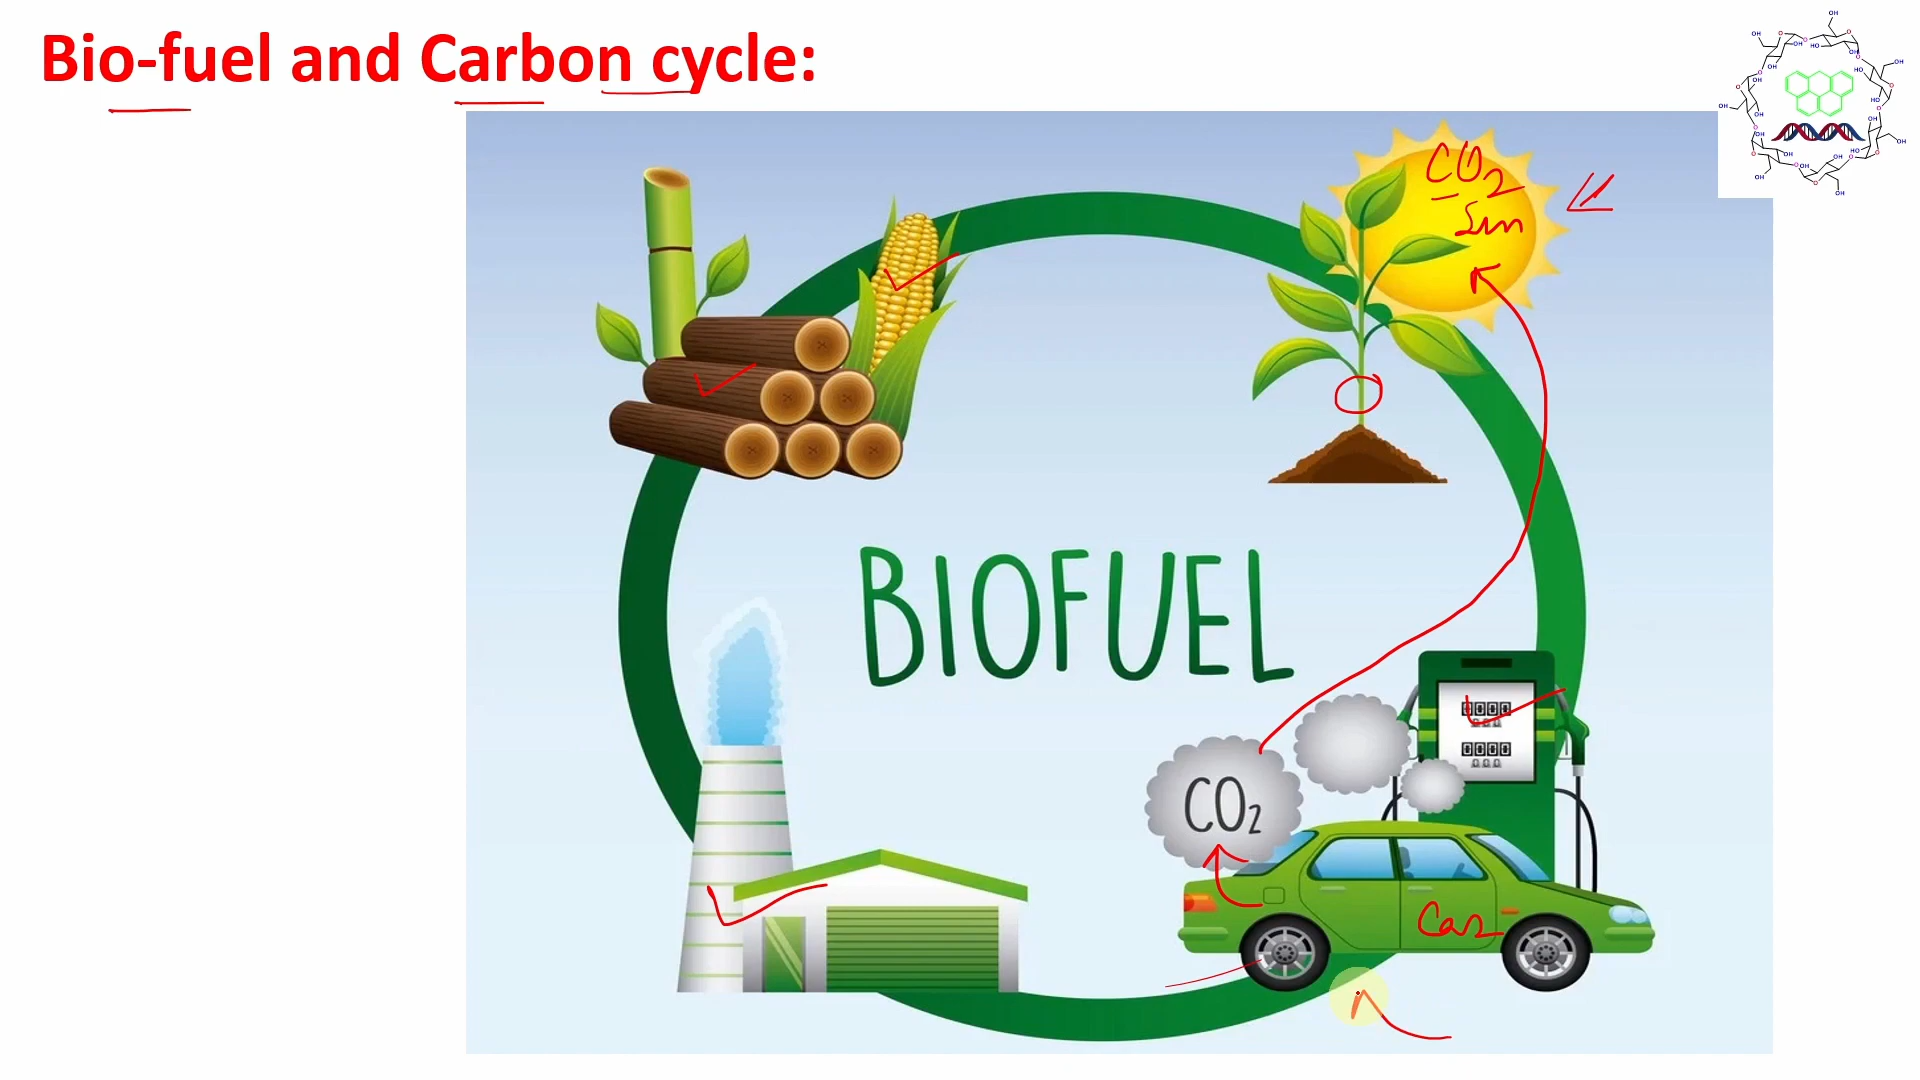 Bio-fuel and Carbon cycle:
CO2
Sun
BIOFUEL
CO₂
Car